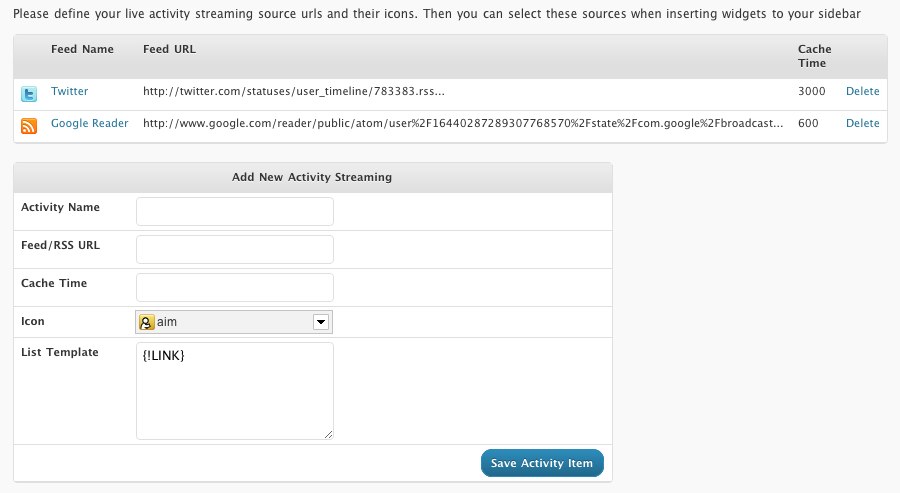 Please define your live activity streaming source urls and their icons. Then you can select these sources when inserting widgets to your sidebar
Feed Name Feed URL Cache Time
Twitter http://twitter.com/statuses/user_timeline/783383.rss... 3000 Delete
Google Reader http://www.google.com/reader/public/atom/user%2F16440287289307768570%2Fstate%2Fcom.google%2Fbroadcast... 600 Delete
Add New Activity Streaming
Activity Name
Feed/RSS URL
Cache Time
Icon aim
List Template {!LINK}
Save Activity Item